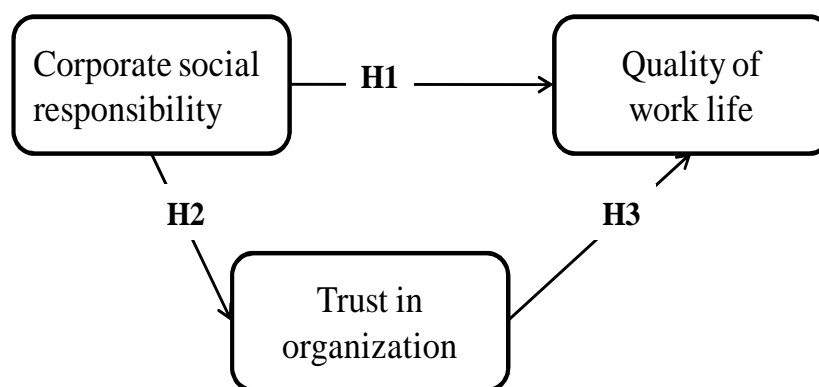 Corporate social
responsibility
H1
Quality of
work life
H2
H3
Trust in
organization